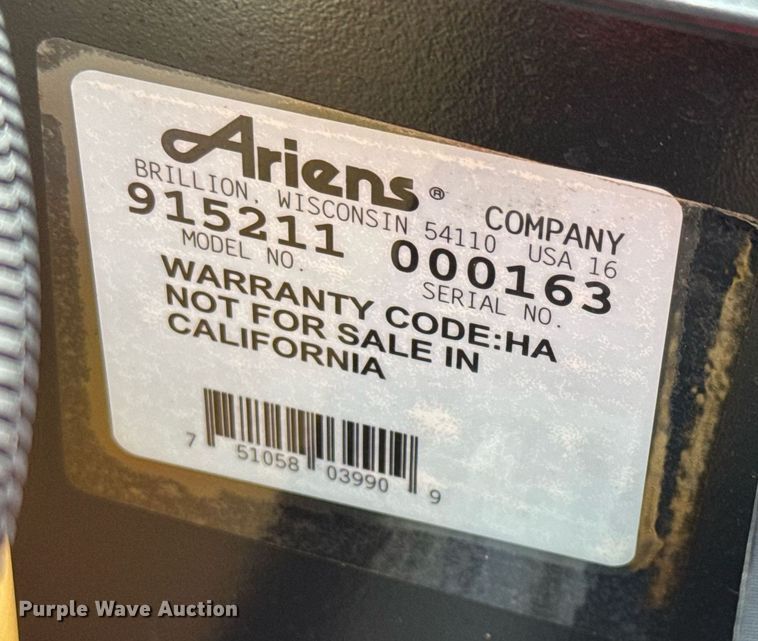 Ariens® COMPANY
BRILLION, WISCONSIN 54110 USA 16
915211 000163
MODEL NO. SERIAL NO.
WARRANTY CODE:HA
NOT FOR SALE IN
CALIFORNIA
7 51058 03990 9
Purple Wave Auction